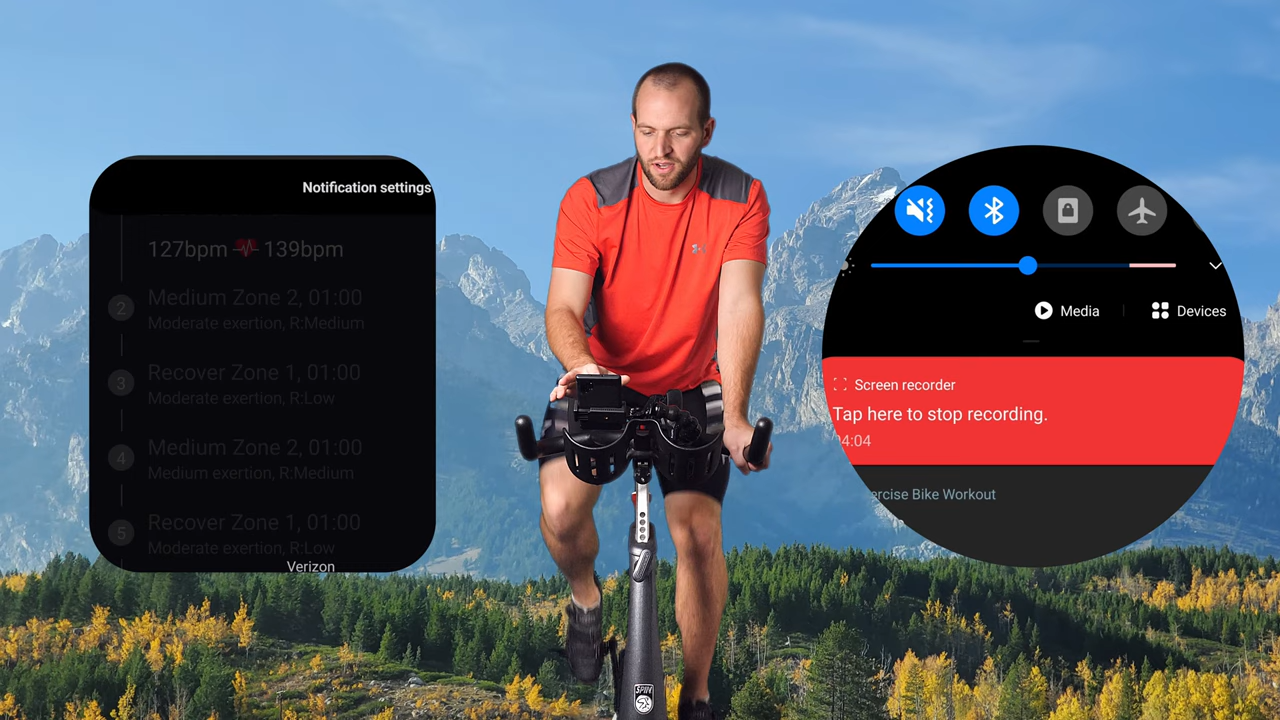 Notification settings
127bpm 139bpm
2
Medium Zone 2, 01:00
Moderate exertion, R:Medium
3
Recover Zone 1, 01:00
Moderate exertion, R:Low
4
Medium Zone 2, 01:00
Medium exertion, R:Medium
5
Recover Zone 1, 01:00
Moderate exertion, R:Low
Verizon
Media
Devices
Screen recorder
Tap here to stop recording.
04:04
ercise Bike Workout
SPIN